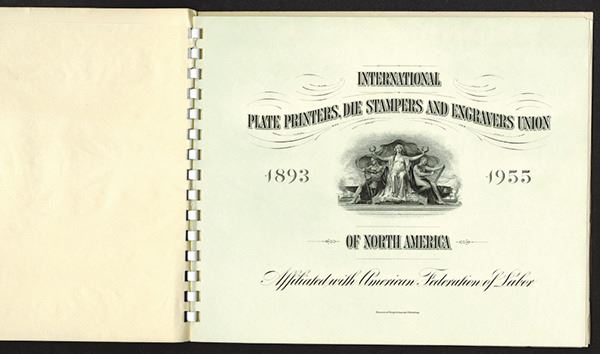 INTERNATIONAL
PLATE PRINTERS, DIE STAMPERS AND ENGRAVERS UNION
1893 1955
OF NORTH AMERICA
Affiliated with American Federation of Labor